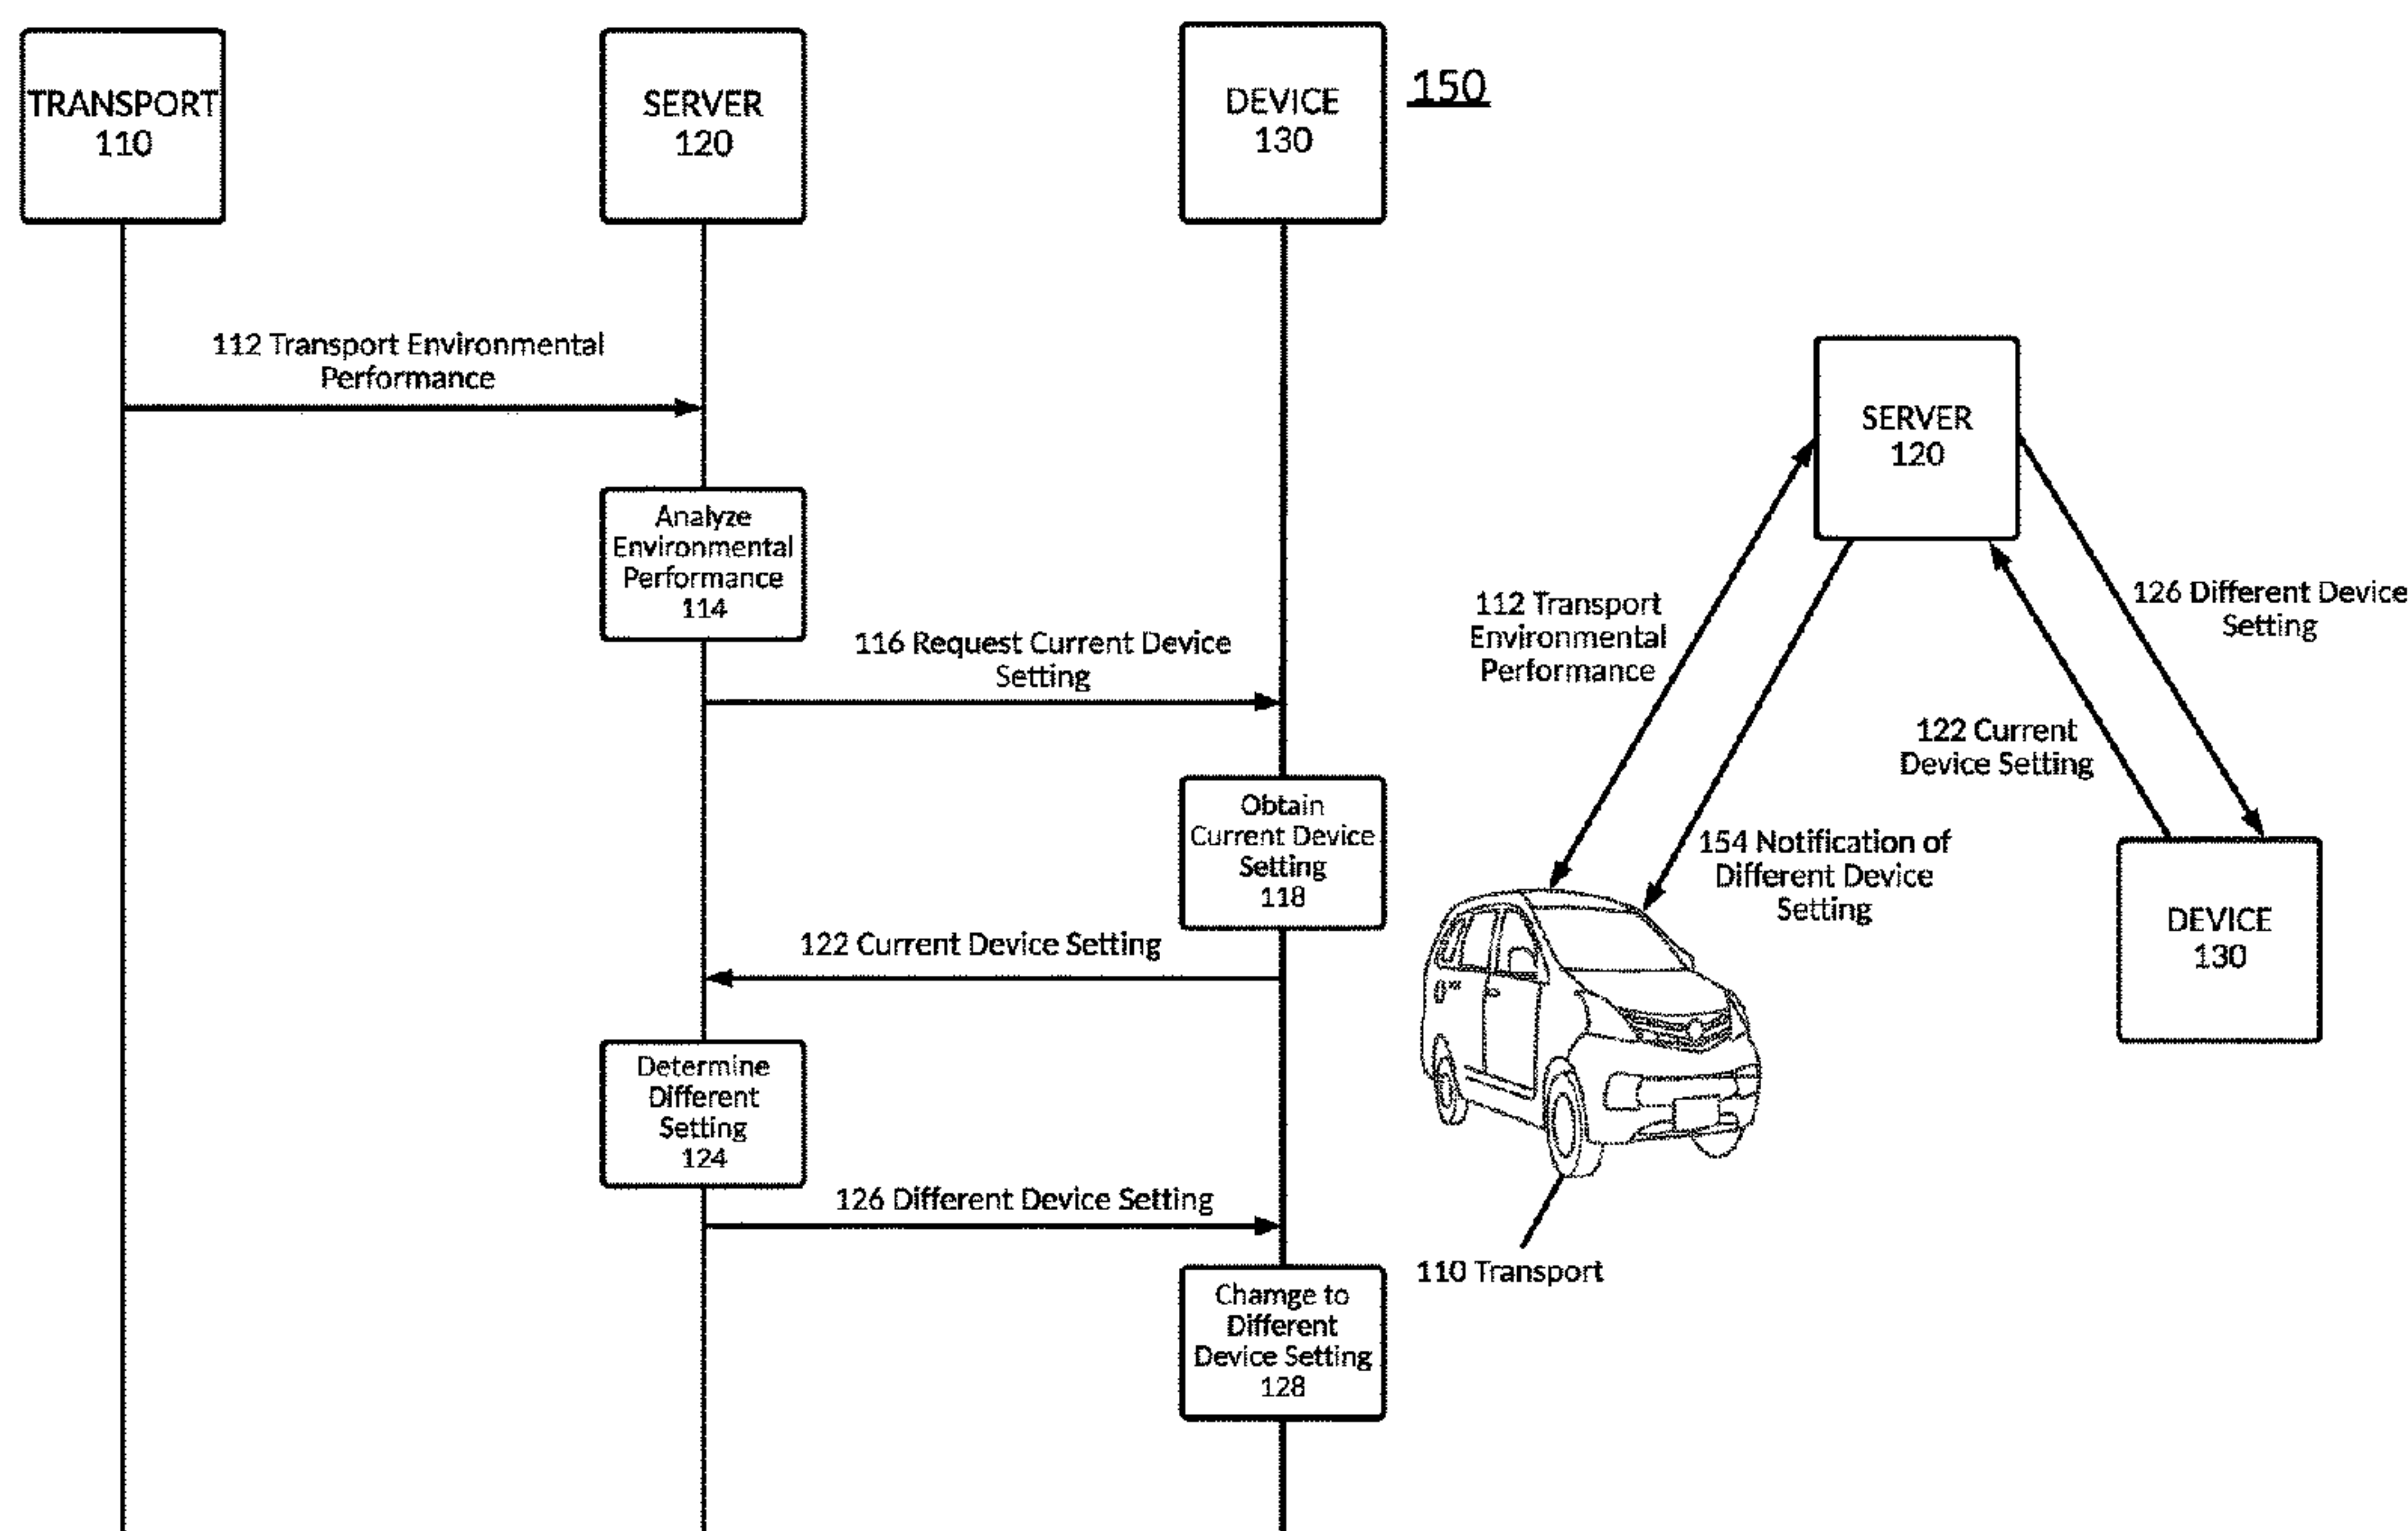 TRANSPORT
110
SERVER
120
DEVICE
130
150
112 Transport Environmental
Performance
Analyze
Environmental
Performance
114
116 Request Current Device
Setting
Obtain
Current Device
Setting
118
122 Current Device Setting
Determine
Different
Setting
124
126 Different Device Setting
Chamge to
Different
Device Setting
128
SERVER
120
112 Transport
Environmental
Performance
126 Different Device
Setting
122 Current
Device Setting
154 Notification of
Different Device
Setting
DEVICE
130
110 Transport